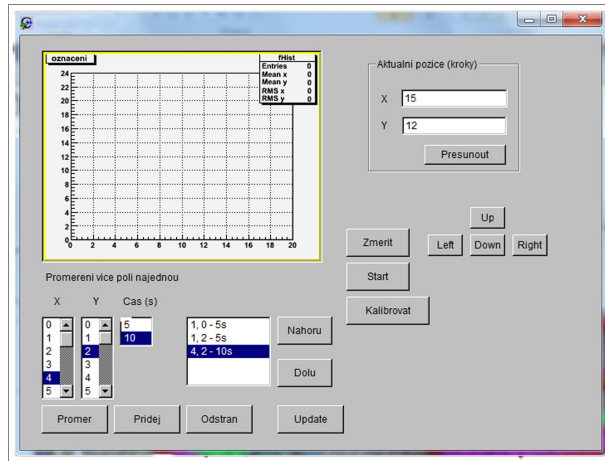 oznaceni
fHist
Entries 0
Mean x 0
Mean y 0
RMS x 0
RMS y 0
24
22
20
18
16
14
12
10
8
6
4
2
0
0 2 4 6 8 10 12 14 16 18 20
Aktualni pozice (kroky)
X 15
Y 12
Presunout
Up
Zmerit Left Down Right
Start
Kalibrovat
Promereni vice poli najednou
X Y Cas (s)
0 0 5
1 1 10
2 2
3 3
4 4
5 5
1, 0 - 5s
1, 2 - 5s
4, 2 - 10s
Nahoru
Dolu
Promer Pridej Odstran Update